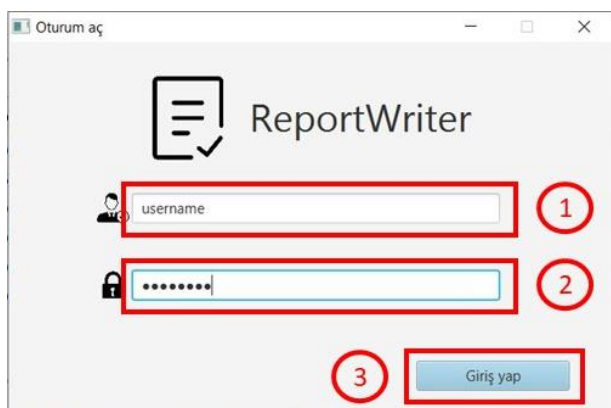 Oturum aç
ReportWriter
username
1
••••••••
2
3
Giriş yap